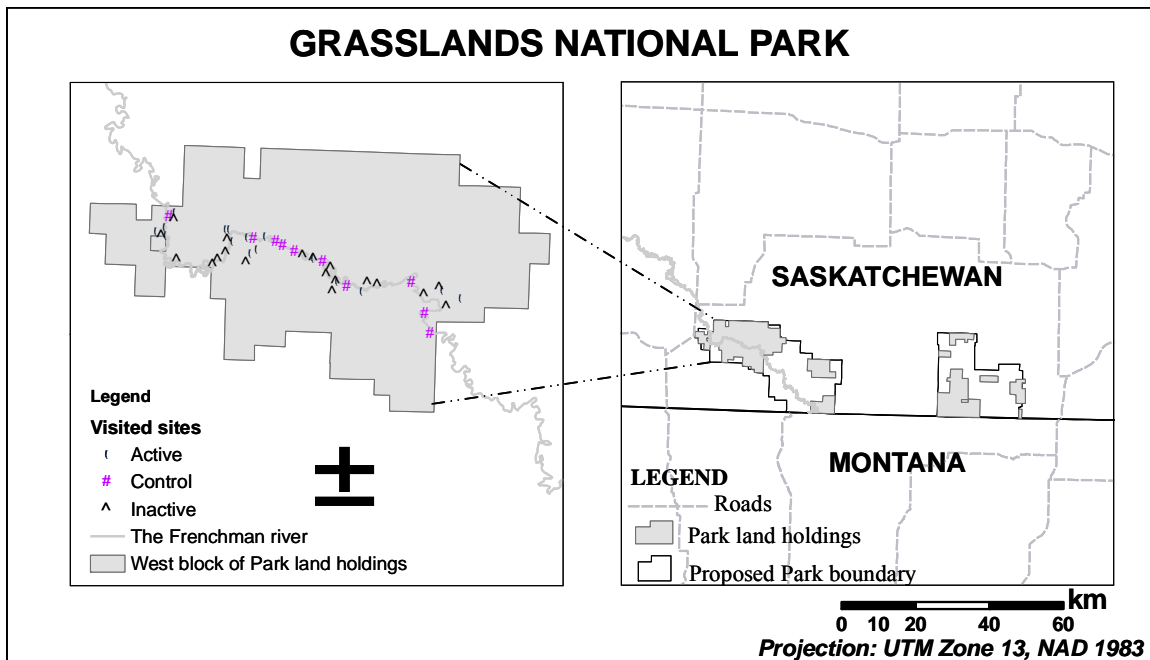 GRASSLANDS NATIONAL PARK
Legend
Visited sites
Active
# Control
^ Inactive
The Frenchman river
West block of Park land holdings
±
SASKATCHEWAN
MONTANA
LEGEND
Roads
Park land holdings
Proposed Park boundary
km
0 10 20 40 60
Projection: UTM Zone 13, NAD 1983